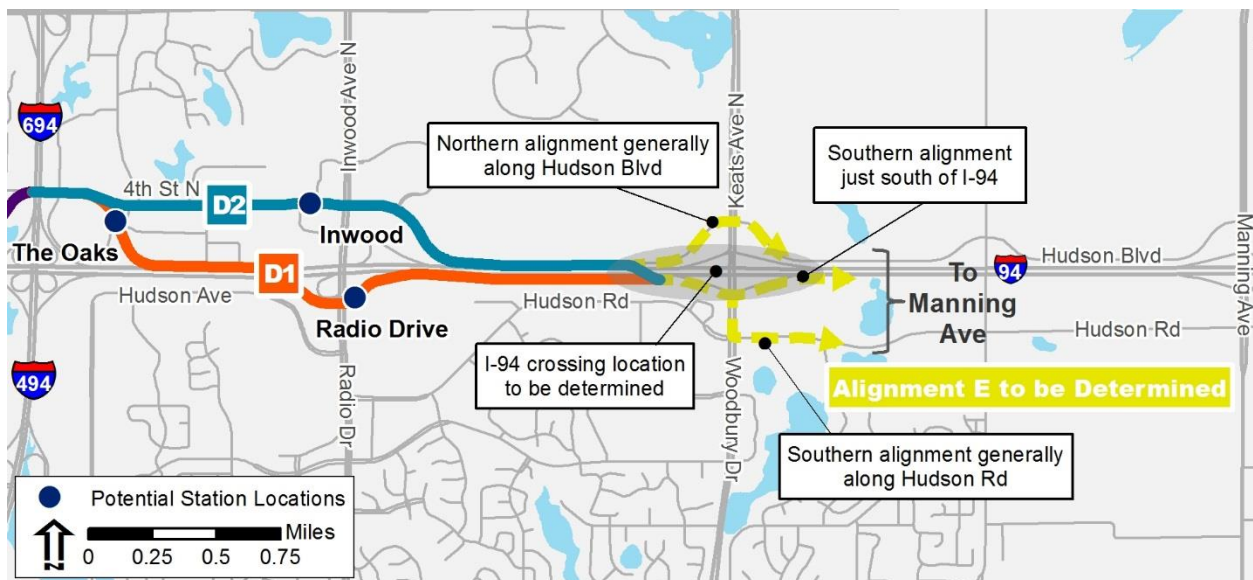 694
Inwood Ave N
Keats Ave N
Manning Ave
Northern alignment generally
along Hudson Blvd
Southern alignment
just south of I-94
4th St N
D2
Inwood
The Oaks
D1
Hudson Ave
Radio Drive
Hudson Rd
Hudson Blvd
94
To
Manning
Ave
Hudson Rd
494
Radio Dr
I-94 crossing location
to be determined
Woodbury Dr
Alignment E to be Determined
Southern alignment generally
along Hudson Rd
Potential Station Locations
Miles
N
0 0.25 0.5 0.75